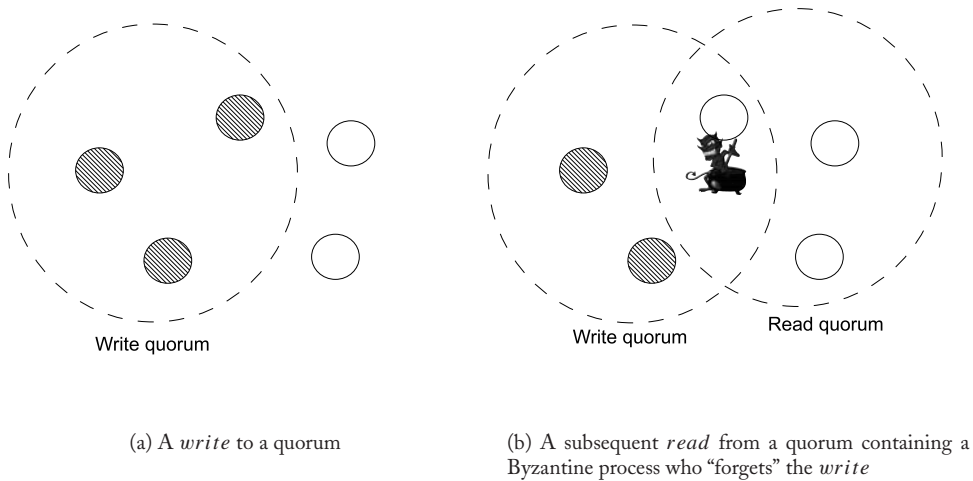 Write quorum
Write quorum
Read quorum
(a) A write to a quorum
(b) A subsequent read from a quorum containing a
Byzantine process who “forgets” the write